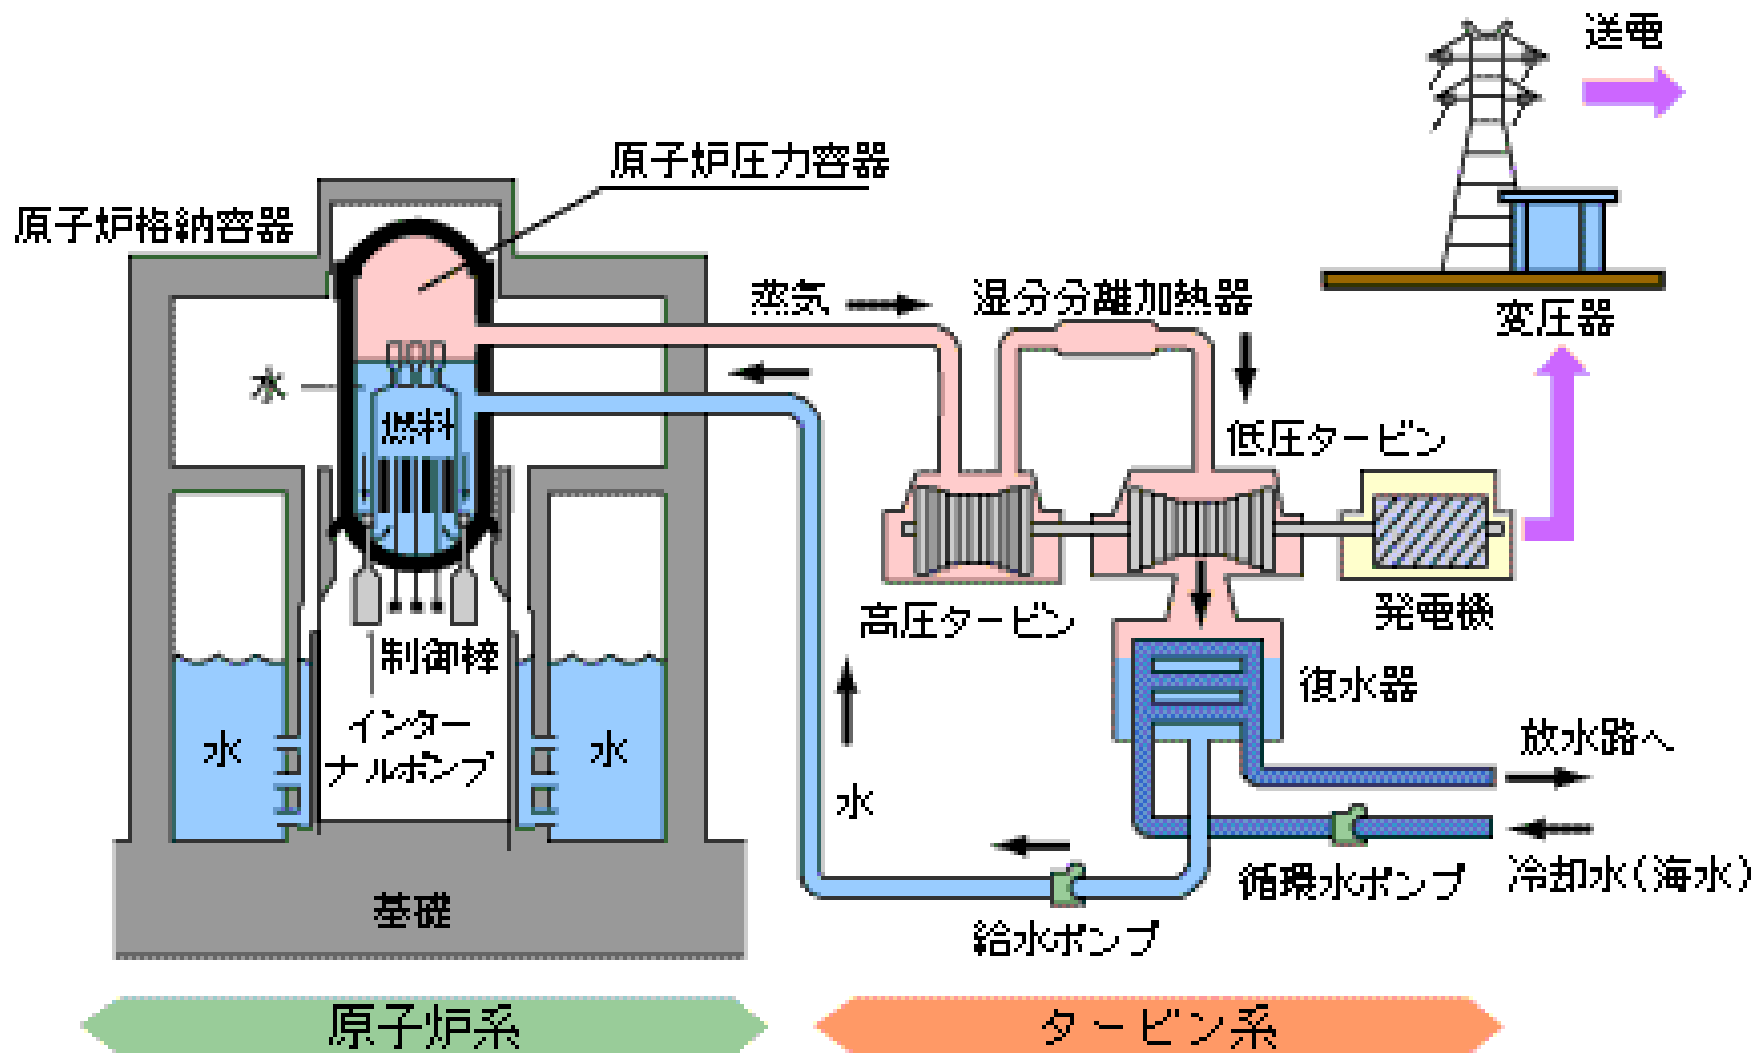 送電
原子炉圧力容器
原子炉格納容器
蒸気
湿分分離加熱器
変圧器
水
燃料
低圧タービン
高圧タービン
発電機
制御棒
復水器
インター
ナルポンプ
水
水
放水路へ
水
循環水ポンプ
冷却水(海水)
基礎
給水ポンプ
原子炉系
タービン系